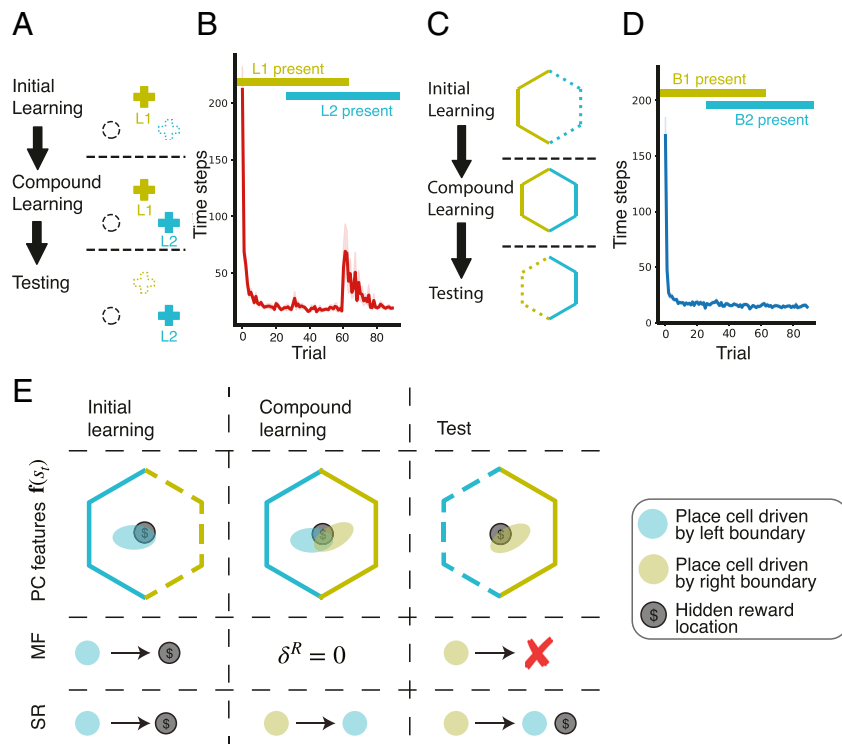 A
Initial
Learning
L1
Compound
Learning
L1
L2
Testing
L2
B
L1 present
L2 present
Time steps
200
150
100
50
0
20
40
60
80
Trial
C
Initial
Learning
Compound
Learning
Testing
D
B1 present
B2 present
Time steps
200
150
100
50
0
0
20
40
60
80
Trial
E
Initial
learning
Compound
learning
Test
PC features f(sₜ)
$
$
$
MF
$
δᴿ = 0
SR
$
$
Place cell driven
by left boundary
Place cell driven
by right boundary
$
Hidden reward
location